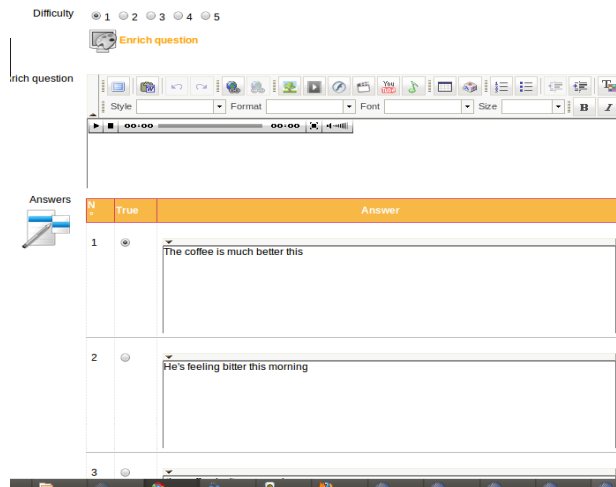 Difficulty 1 2 3 4 5
Enrich question
rich question
You
Style Format Font Size B I
00:00 00:00
Answers
N° True Answer
1
The coffee is much better this
2
He's feeling bitter this morning
3